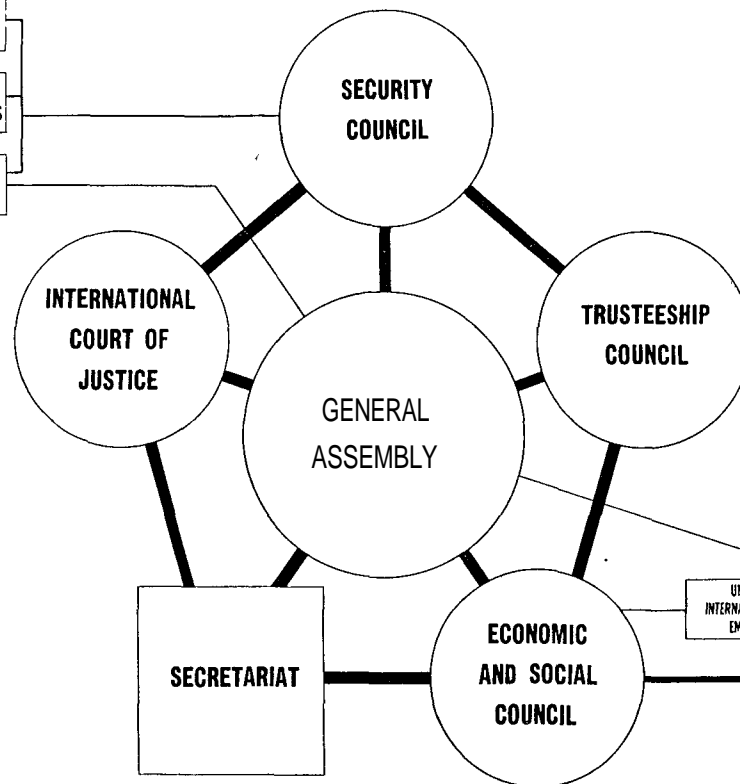 SECURITY
COUNCIL
INTERNATIONAL
COURT OF
JUSTICE
TRUSTEESHIP
COUNCIL
GENERAL
ASSEMBLY
SECRETARIAT
ECONOMIC
AND SOCIAL
COUNCIL